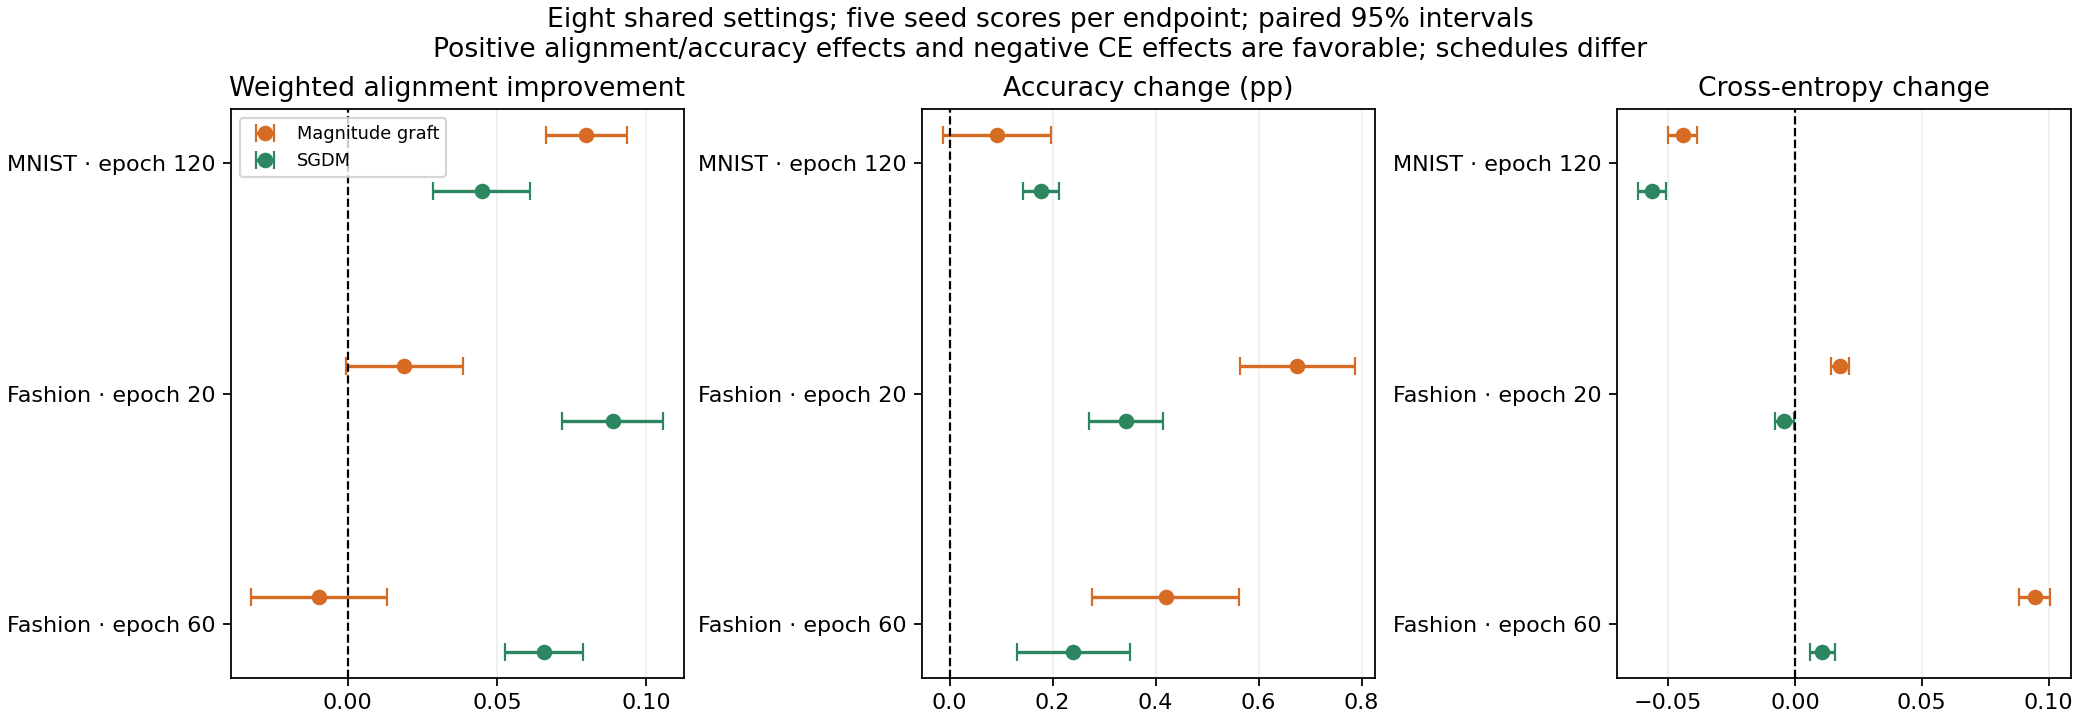 Eight shared settings; five seed scores per endpoint; paired 95% intervals
Positive alignment/accuracy effects and negative CE effects are favorable; schedules differ
Weighted alignment improvement
Magnitude graft
SGDM
MNIST · epoch 120
Fashion · epoch 20
Fashion · epoch 60
0.00 0.05 0.10
Accuracy change (pp)
MNIST · epoch 120
Fashion · epoch 20
Fashion · epoch 60
0.0 0.2 0.4 0.6 0.8
Cross-entropy change
MNIST · epoch 120
Fashion · epoch 20
Fashion · epoch 60
−0.05 0.00 0.05 0.10